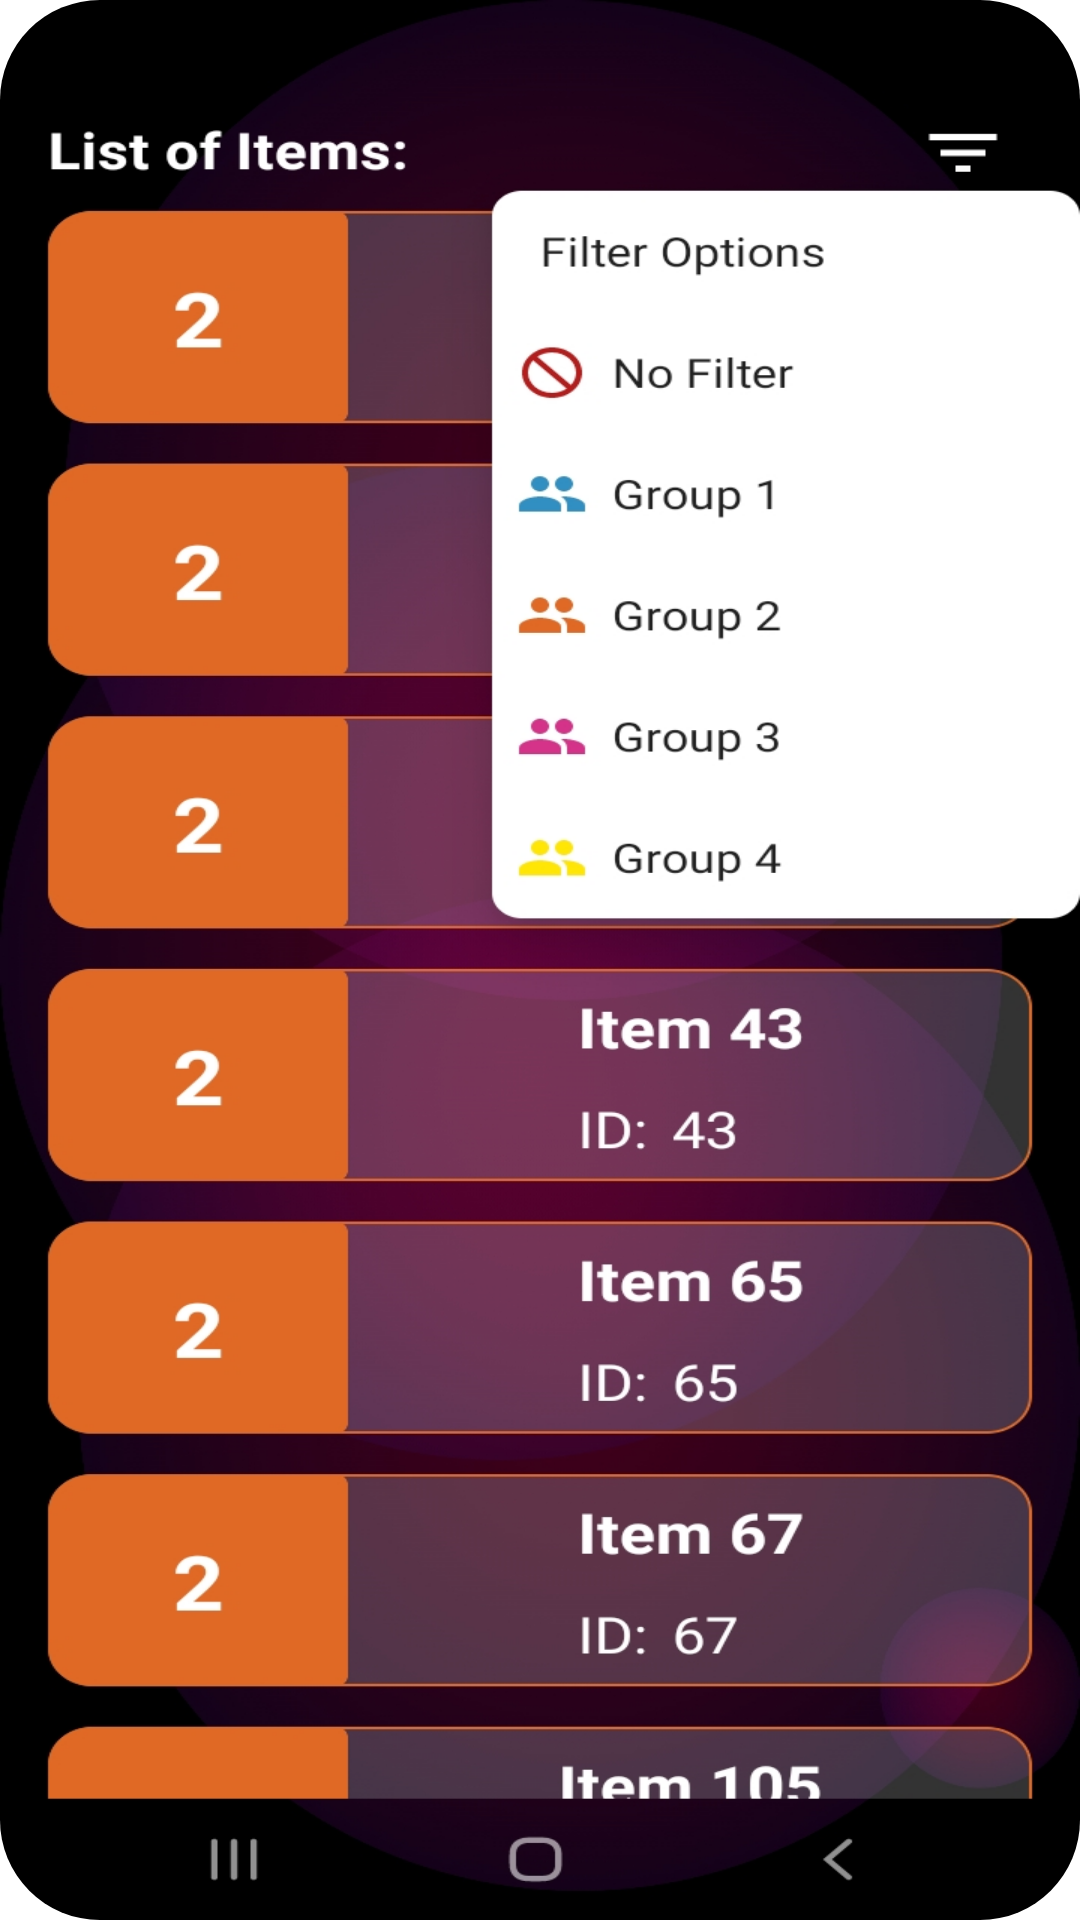 List of Items:
Filter Options
No Filter
Group 1
Group 2
Group 3
Group 4
2
2
2
2
Item 43
ID: 43
2
Item 65
ID: 65
2
Item 67
ID: 67
Item 105